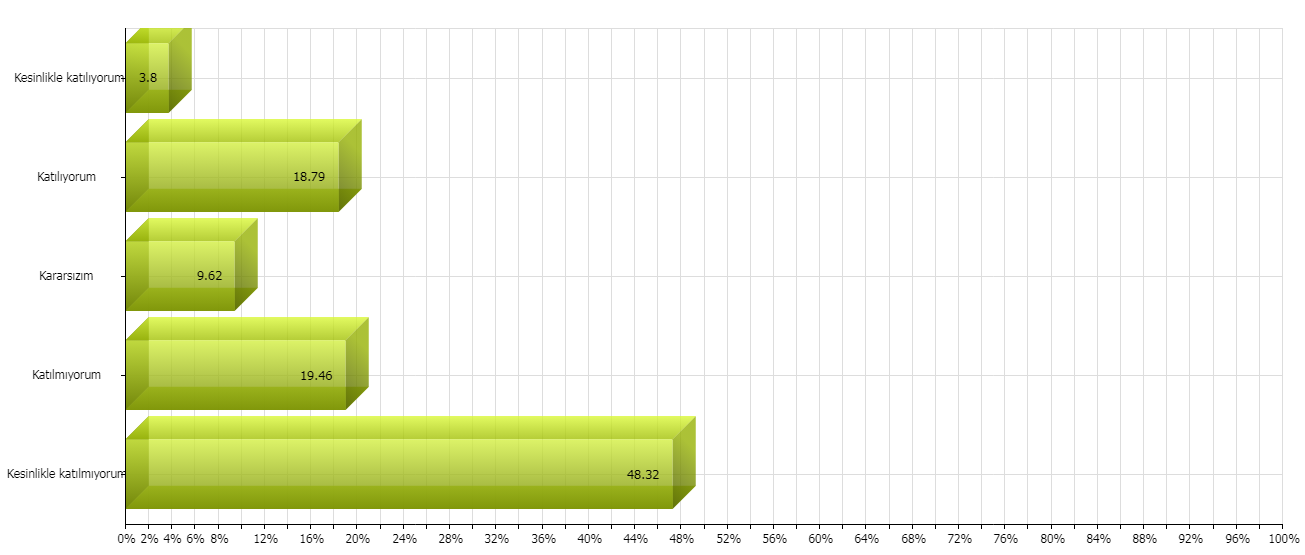 Kesinlikle katılıyorum
3.8
Katılıyorum
18.79
Kararsızım
9.62
Katılmıyorum
19.46
Kesinlikle katılmıyorum
48.32
0% 2% 4% 6% 8% 12% 16% 20% 24% 28% 32% 36% 40% 44% 48% 52% 56% 60% 64% 68% 72% 76% 80% 84% 88% 92% 96% 100%